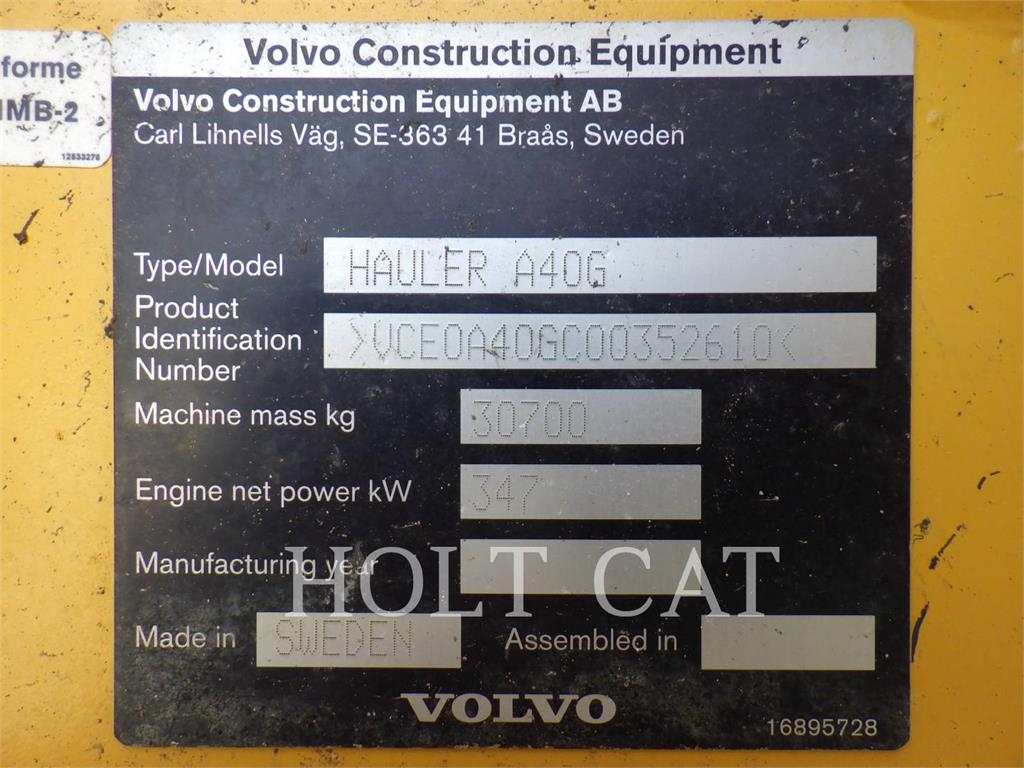 forme
MB-2
12833278
Volvo Construction Equipment
Volvo Construction Equipment AB
Carl Lihnells Väg, SE-363 41 Braås, Sweden
Type/Model HAULER A40G
Product
Identification
Number >VCE0A40GC00352610<
Machine mass kg 30700
Engine net power kW 347
Manufacturing year
HOLT CAT
Made in SWEDEN Assembled in
VOLVO
16895728